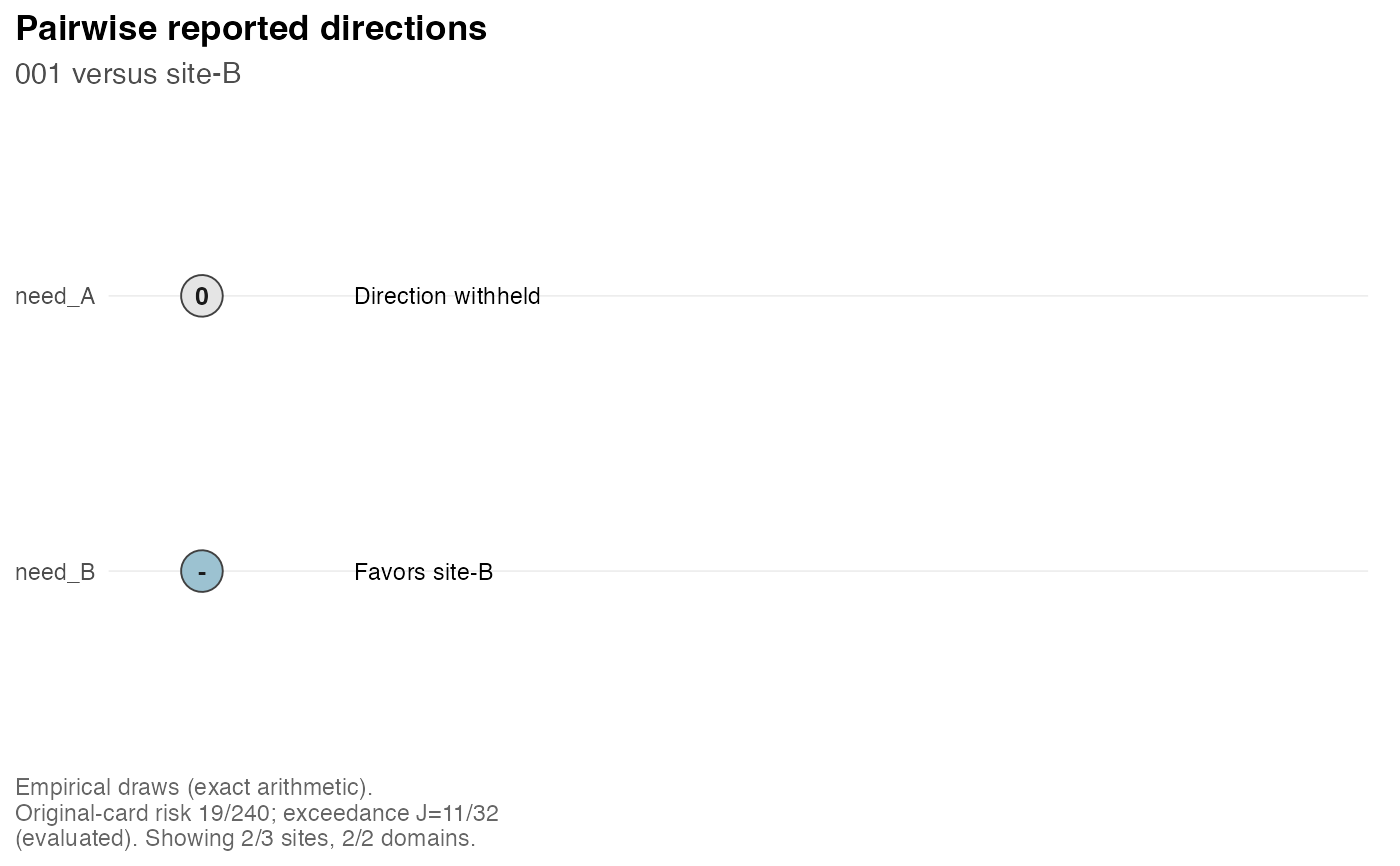 Pairwise reported directions
001 versus site-B
need_A 0 Direction withheld
need_B - Favors site-B
Empirical draws (exact arithmetic).
Original-card risk 19/240; exceedance J=11/32
(evaluated). Showing 2/3 sites, 2/2 domains.